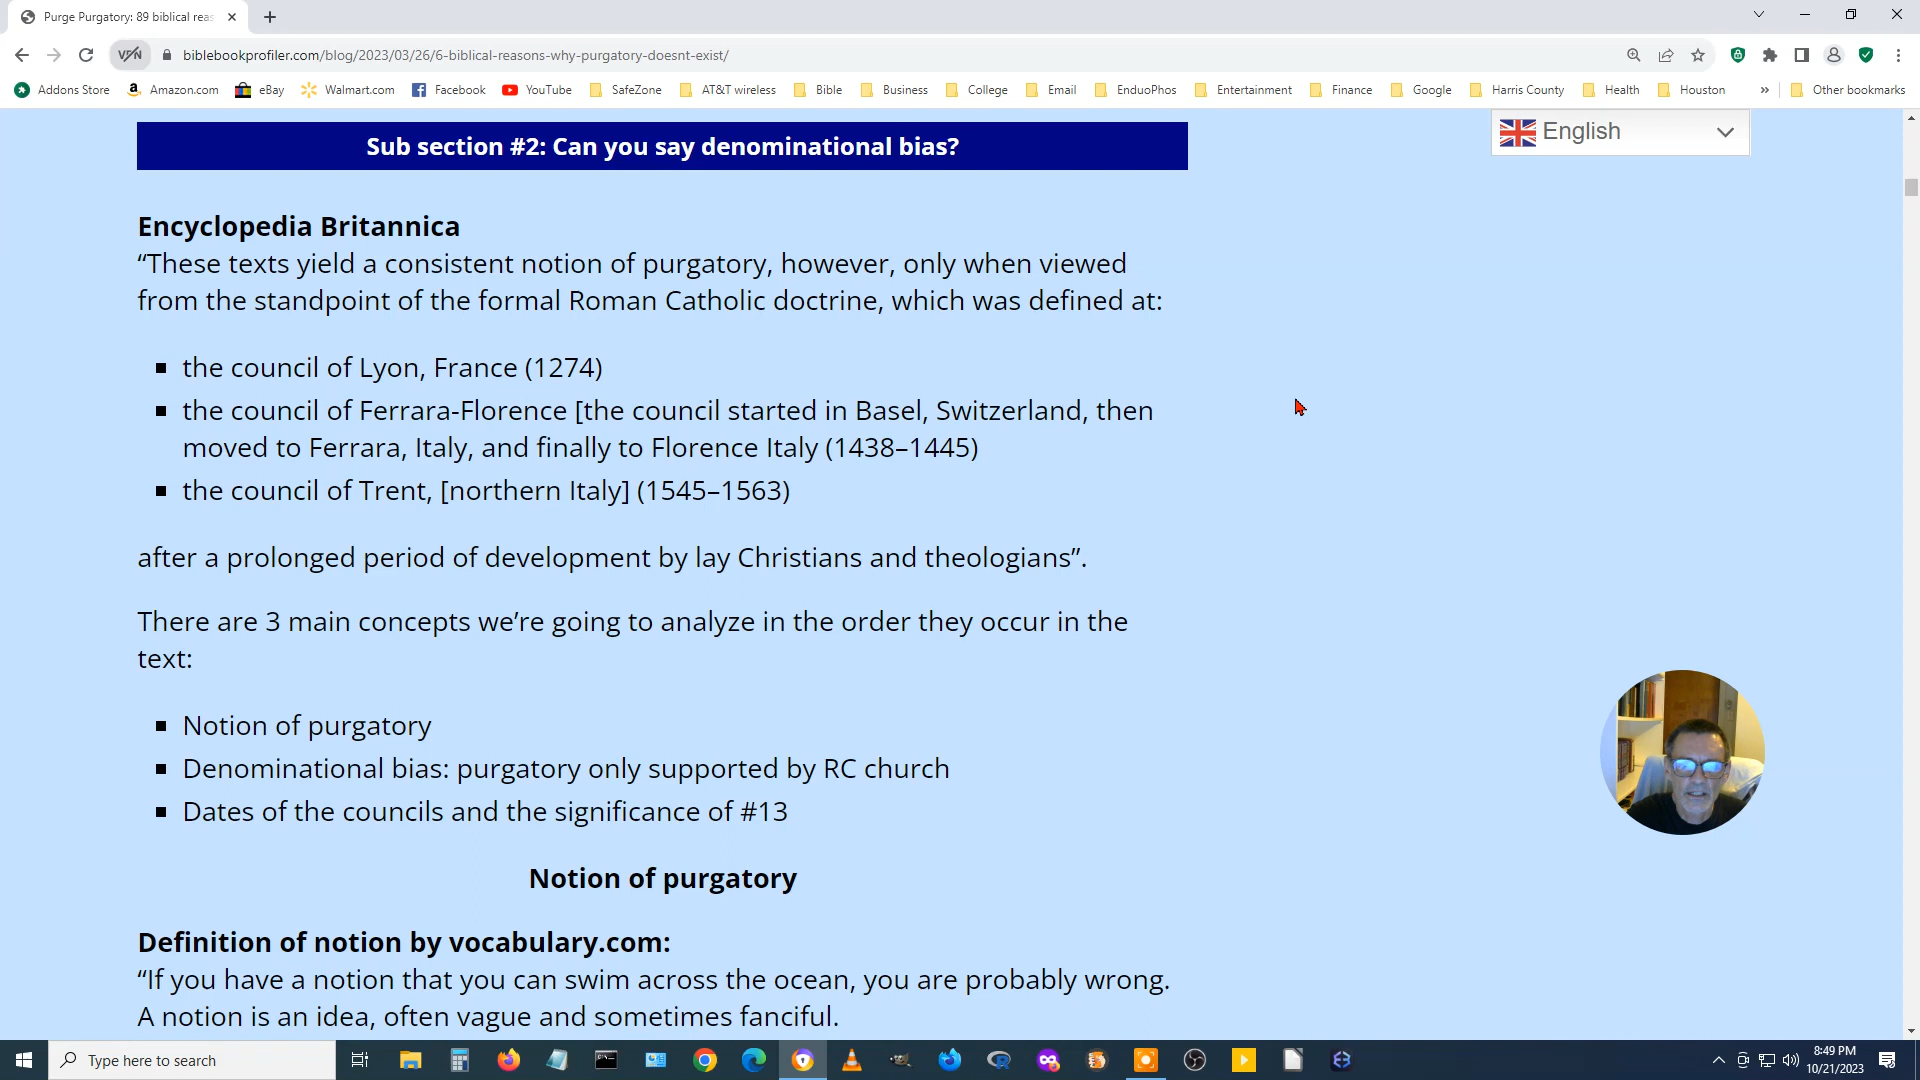 Purge Purgatory: 89 biblical reas
biblebookprofiler.com/blog/2023/03/26/6-biblical-reasons-why-purgatory-doesnt-exist/
VPN
Addons Store Amazon.com eBay Walmart.com Facebook YouTube SafeZone AT&T wireless Bible Business College Email EnduoPhos Entertainment Finance Google Harris County Health Houston » Other bookmarks
English
Sub section #2: Can you say denominational bias?
Encyclopedia Britannica
“These texts yield a consistent notion of purgatory, however, only when viewed
from the standpoint of the formal Roman Catholic doctrine, which was defined at:
the council of Lyon, France (1274)
the council of Ferrara-Florence [the council started in Basel, Switzerland, then
moved to Ferrara, Italy, and finally to Florence Italy (1438–1445)
the council of Trent, [northern Italy] (1545–1563)
after a prolonged period of development by lay Christians and theologians”.
There are 3 main concepts we’re going to analyze in the order they occur in the
text:
Notion of purgatory
Denominational bias: purgatory only supported by RC church
Dates of the councils and the significance of #13
Notion of purgatory
Definition of notion by vocabulary.com:
“If you have a notion that you can swim across the ocean, you are probably wrong.
A notion is an idea, often vague and sometimes fanciful.
Type here to search
8:49 PM
10/21/2023